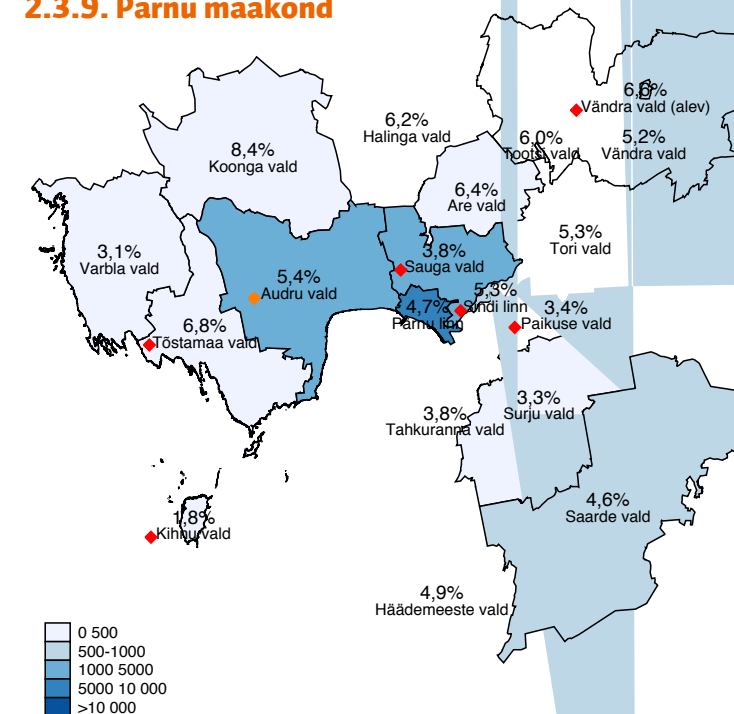 2.3.9. Pärnu maakond
6,6%
Vändra vald (alev)
6,2%
Halinga vald
6,0%
Tootsi vald
5,2%
Vändra vald
8,4%
Koonga vald
6,4%
Are vald
5,3%
Tori vald
3,1%
Varbla vald
3,8%
Sauga vald
5,4%
Audru vald
5,3%
Sindi linn
4,7%
Pärnu linn
3,4%
Paikuse vald
6,8%
Tõstamaa vald
3,3%
Surju vald
3,8%
Tahkuranna vald
4,6%
Saarde vald
1,8%
Kihnu vald
4,9%
Häädemeeste vald
0 500
500-1000
1000 5000
5000 10 000
>10 000